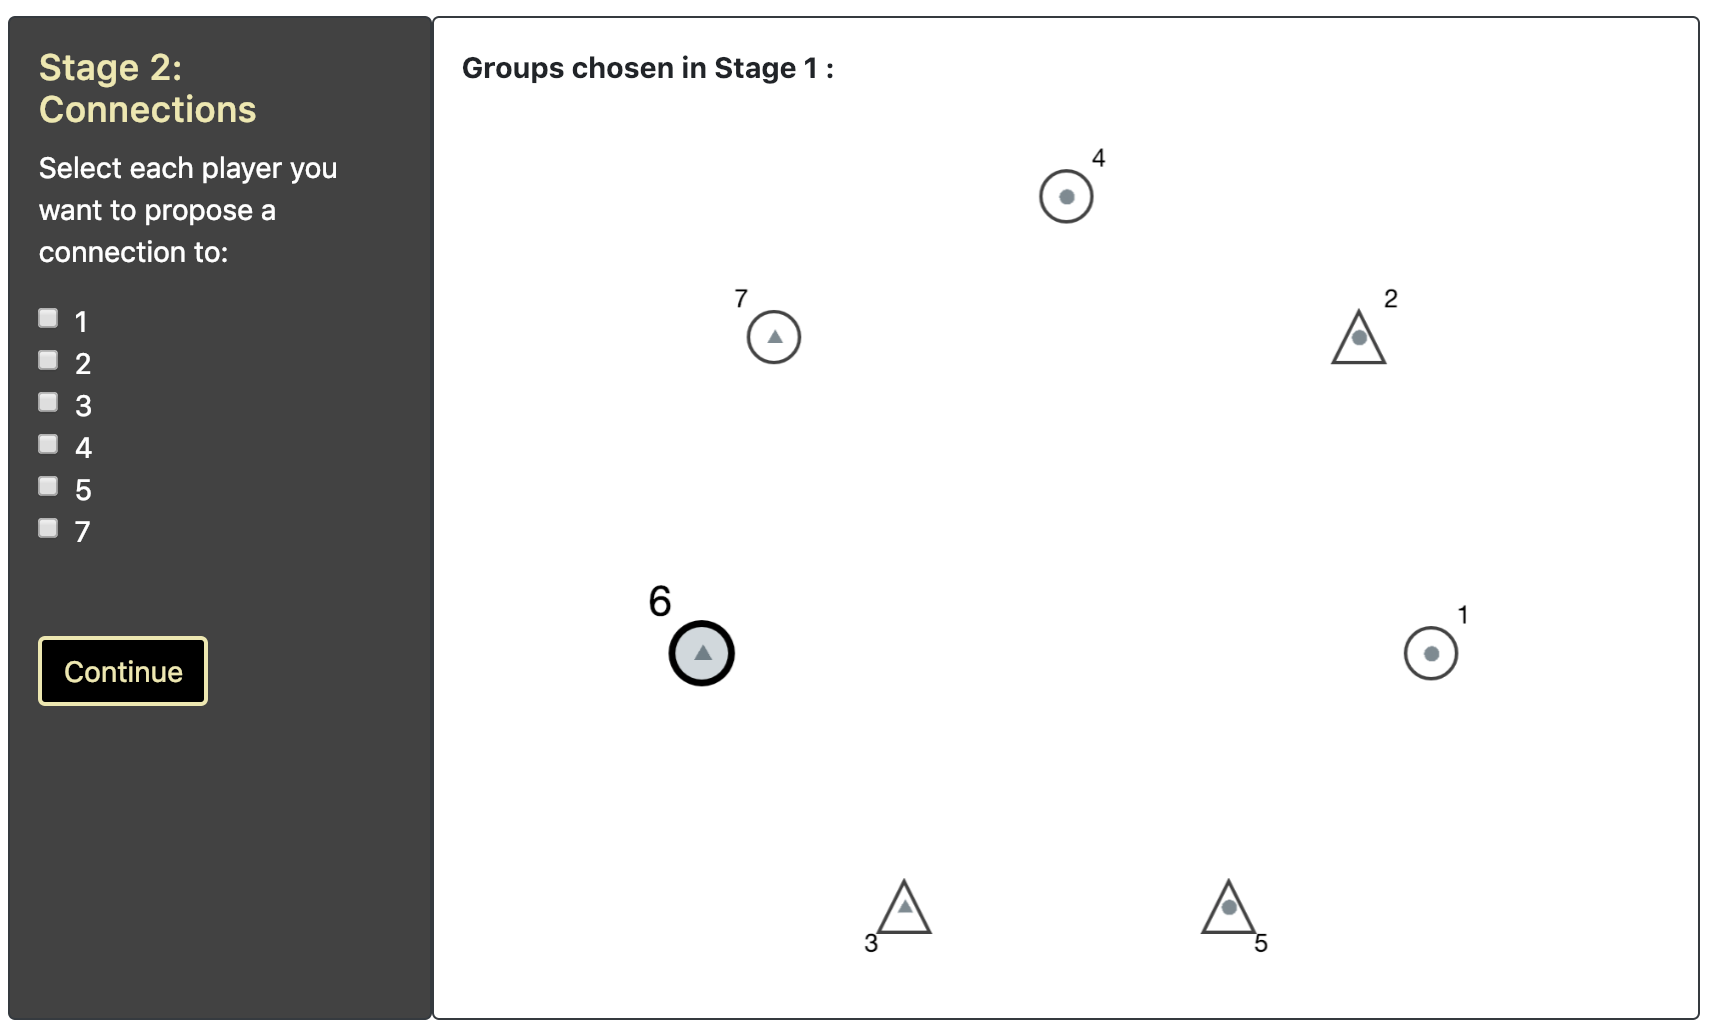 Stage 2:
Connections
Select each player you
want to propose a
connection to:
1
2
3
4
5
7
Continue
Groups chosen in Stage 1 :
4
7
2
6
1
3
5